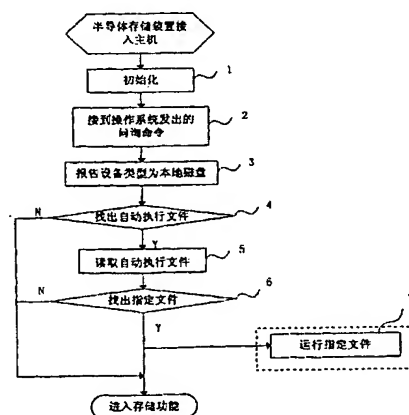 半导体存储装置接
入主机
初始化
1
接到操作系统发出的
问询命令
2
报告设备类型为本地磁盘
3
N
找出自动执行文件
4
Y
读取自动执行文件
5
N
找出指定文件
6
Y
运行指定文件
进入存储功能